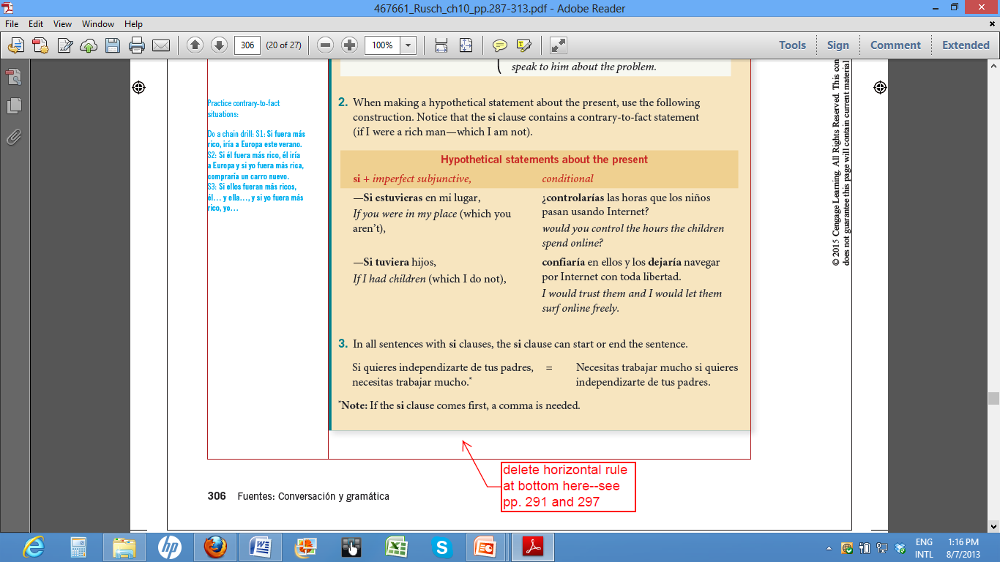 467661_Rusch_ch10_pp.287-313.pdf - Adobe Reader
File Edit View Window Help
306 (20 of 27) 100% Tools Sign Comment Extended
speak to him about the problem.
Practice contrary-to-fact
situations:
Do a chain drill: S1: Si fuera más
rico, iría a Europa este verano.
S2: Si él fuera más rico, él iría
a Europa y si yo fuera más rica,
compraría un carro nuevo.
S3: Si ellos fueran más ricos,
él… y ella…, y si yo fuera más
rico, yo…
2. When making a hypothetical statement about the present, use the following
construction. Notice that the si clause contains a contrary-to-fact statement
(if I were a rich man—which I am not).
Hypothetical statements about the present
si + imperfect subjunctive, conditional
—Si estuvieras en mi lugar,
If you were in my place (which you
aren't),
¿controlarías las horas que los niños
pasan usando Internet?
would you control the hours the children
spend online?
—Si tuviera hijos,
If I had children (which I do not),
confiaría en ellos y los dejaría navegar
por Internet con toda libertad.
I would trust them and I would let them
surf online freely.
3. In all sentences with si clauses, the si clause can start or end the sentence.
Si quieres independizarte de tus padres, = Necesitas trabajar mucho si quieres
necesitas trabajar mucho.* independizarte de tus padres.
*Note: If the si clause comes first, a comma is needed.
© 2015 Cengage Learning. All Rights Reserved. This con
does not guarantee this page will contain current material
delete horizontal rule
at bottom here--see
pp. 291 and 297
306 Fuentes: Conversación y gramática
ENG 1:16 PM
INTL 8/7/2013